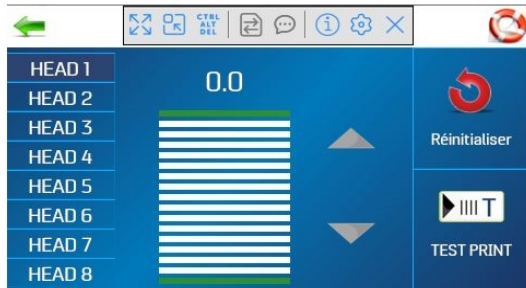 CTRL
ALT
DEL
HEAD 1
HEAD 2
HEAD 3
HEAD 4
HEAD 5
HEAD 6
HEAD 7
HEAD 8
0.0
Réinitialiser
T
TEST PRINT